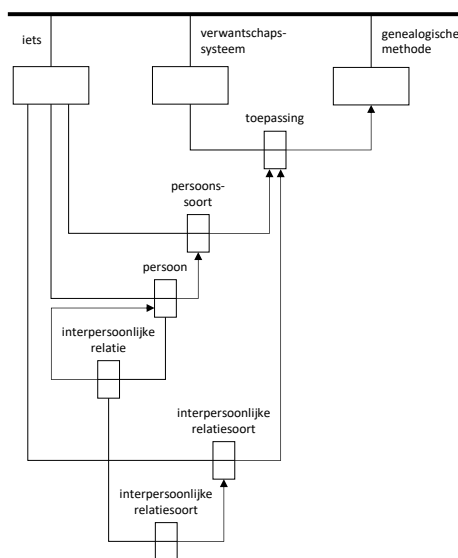 iets
verwantschaps-
systeem
genealogische
methode
toepassing
persoons-
soort
persoon
interpersoonlijke
relatie
interpersoonlijke
relatiesoort
interpersoonlijke
relatiesoort